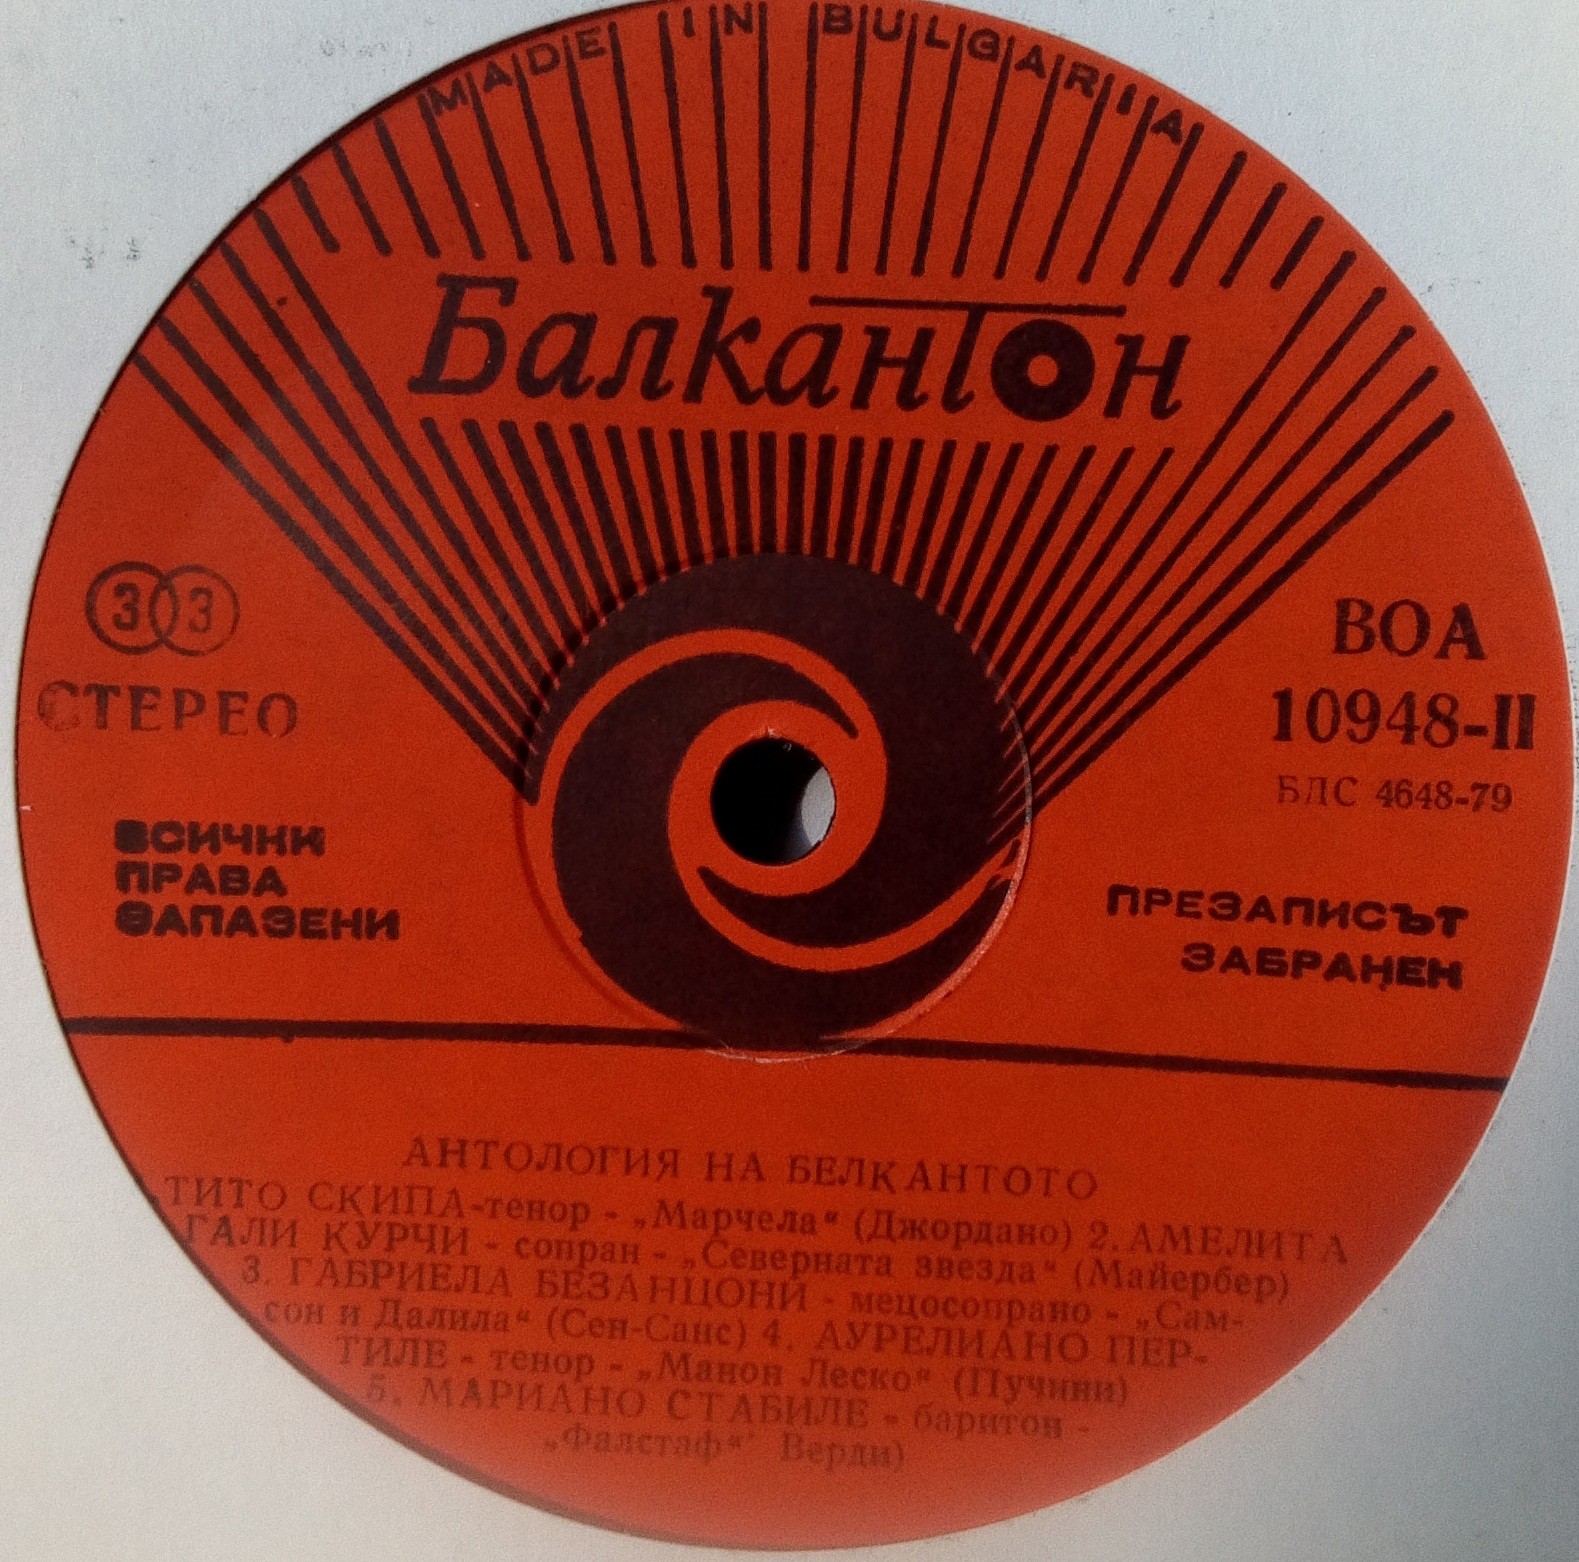 MADE IN BULGARIA
Балкантон
33
СТЕРЕО
ВОА
10948-II
БДС 4648-79
ВСИЧКИ
ПРАВА
ЗАПАЗЕНИ
ПРЕЗАПИСЪТ
ЗАБРАНЕН
АНТОЛОГИЯ НА БЕЛКАНТОТО
ТИТО СКИПА-тенор - „Марчела“ (Джордано) 2. АМЕЛИТА
ГАЛИ КУРЧИ - сопран - „Северната звезда“ (Майербер)
3. ГАБРИЕЛА БЕЗАНЦОНИ - мецосопрано - „Сам-
сон и Далила“ (Сен-Санс) 4. АУРЕЛИАНО ПЕР-
ТИЛЕ - тенор - „Манон Леско“ (Пучини)
5. МАРИАНО СТАБИЛЕ - баритон -
„Фалстаф“ Верди)